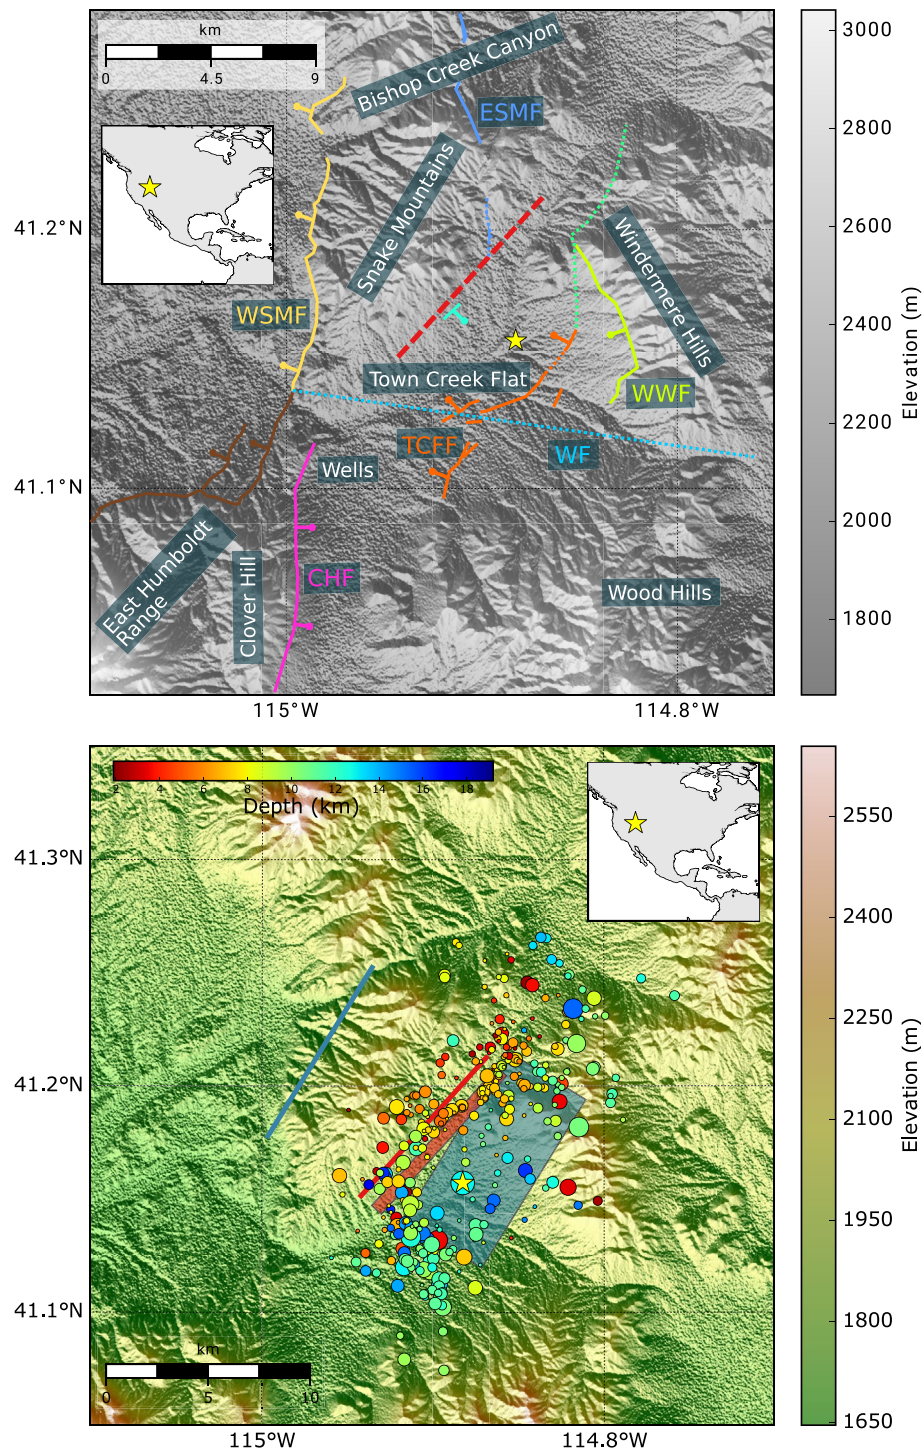 km
0 4.5 9
Bishop Creek Canyon
ESMF
3000
2800
2600
2400
2200
2000
1800
Elevation (m)
41.2°N
Snake Mountains
Windermere Hills
WSMF
Town Creek Flat
WWF
TCFF
WF
Wells
41.1°N
East Humboldt
Range
Clover Hill
CHF
Wood Hills
115°W 114.8°W
2 4 6 8 10 12 14 16 18
Depth (km)
2550
2400
2250
2100
1950
1800
1650
Elevation (m)
41.3°N
41.2°N
41.1°N
km
0 5 10
115°W 114.8°W